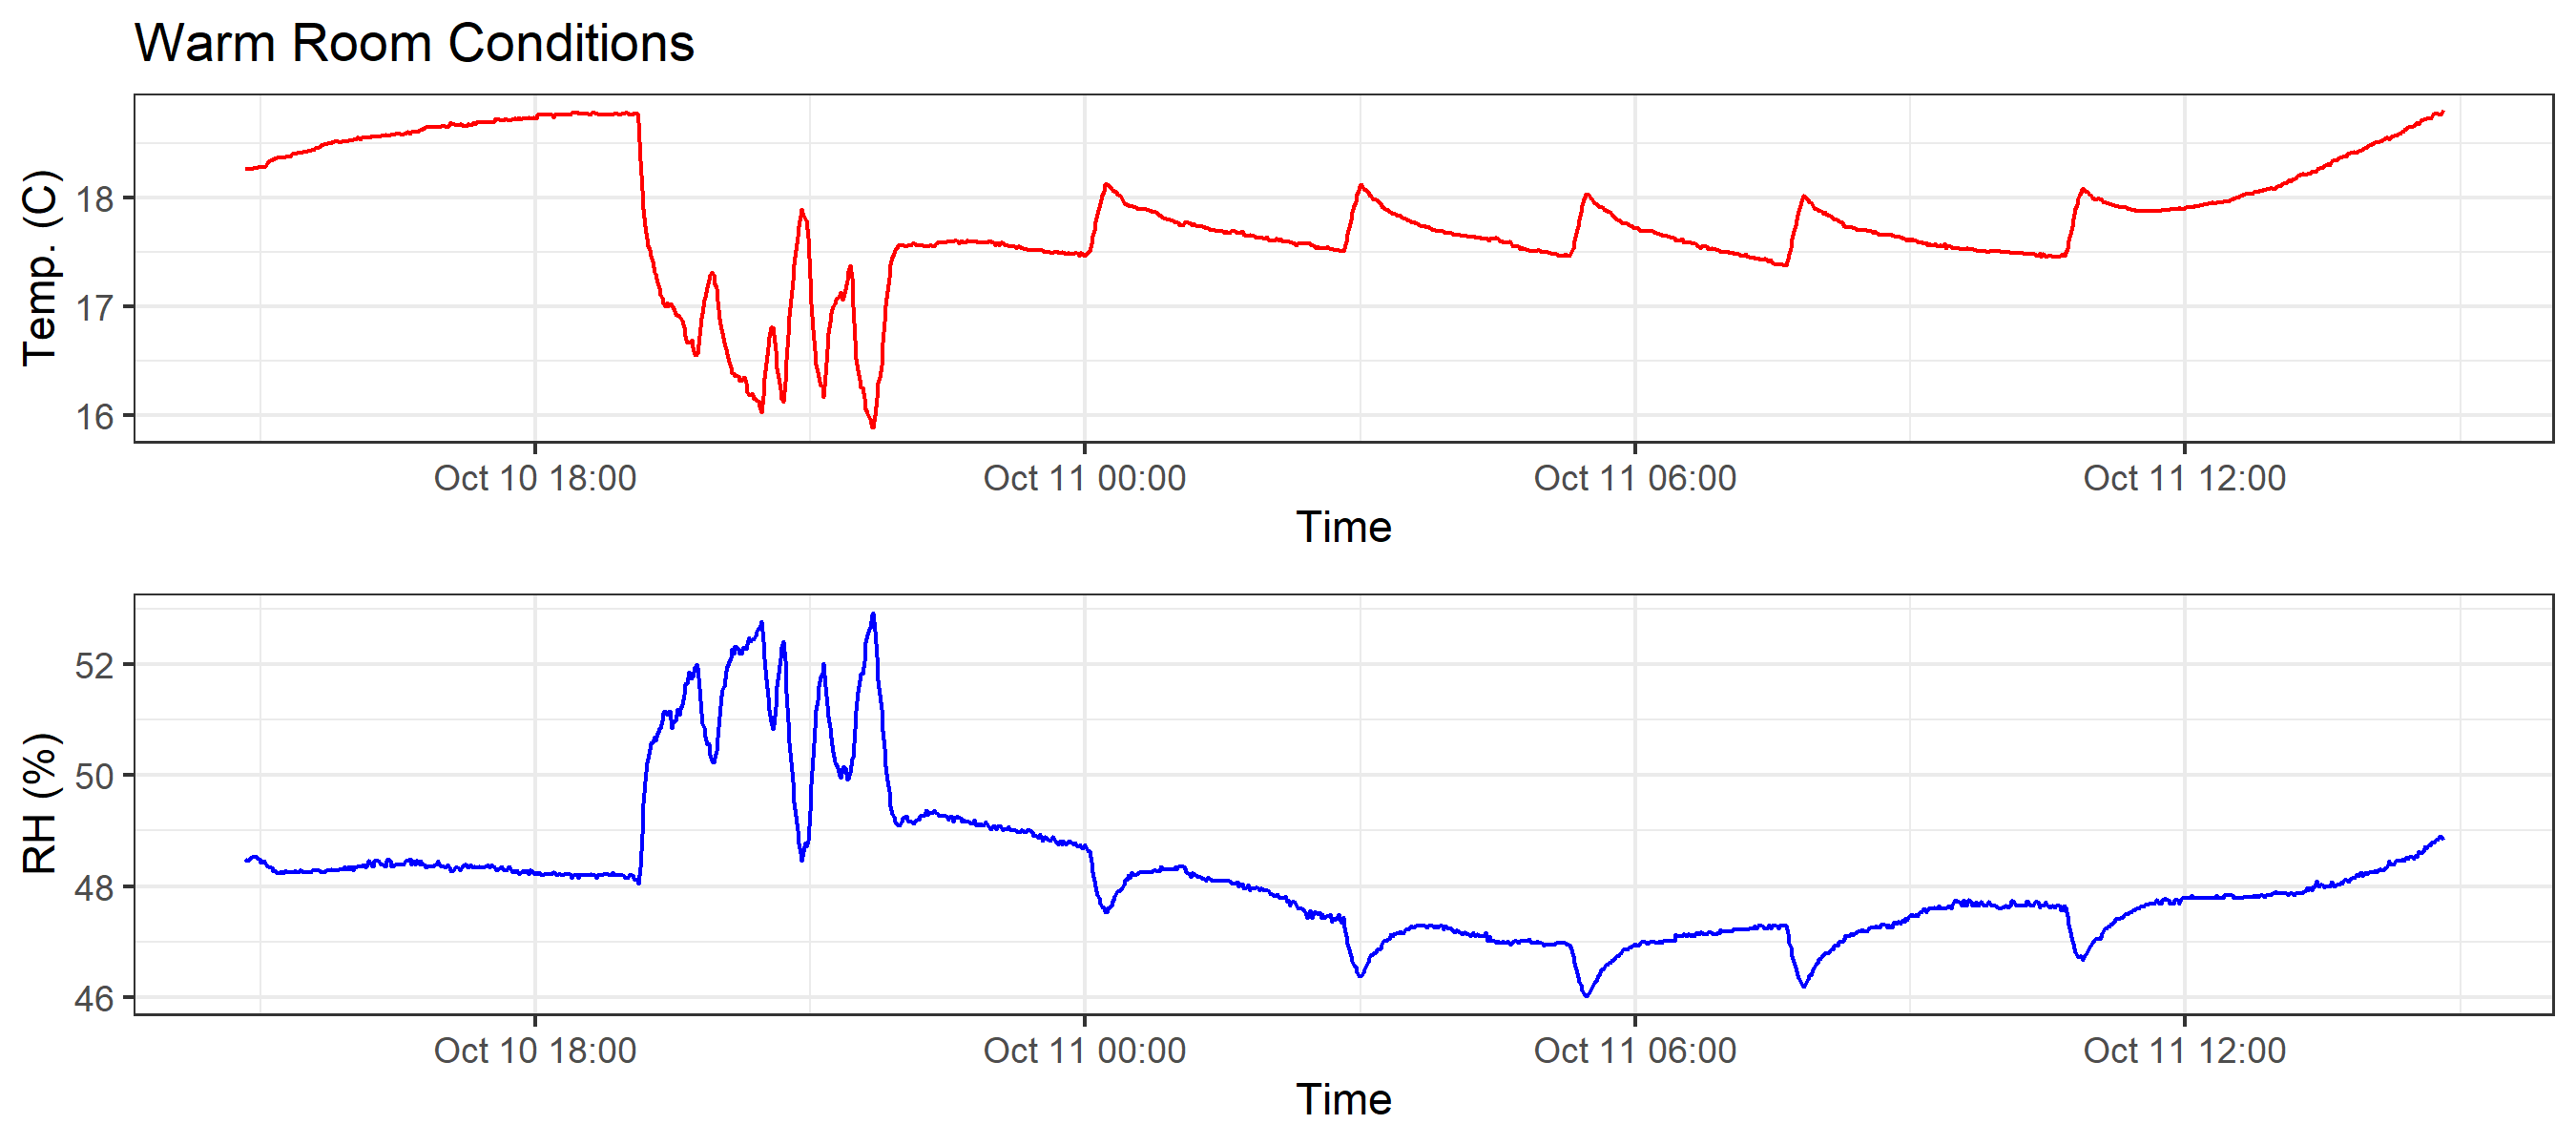 Warm Room Conditions
Temp. (C)
18
17
16
Oct 10 18:00 Oct 11 00:00 Oct 11 06:00 Oct 11 12:00
Time
RH (%)
52
50
48
46
Oct 10 18:00 Oct 11 00:00 Oct 11 06:00 Oct 11 12:00
Time